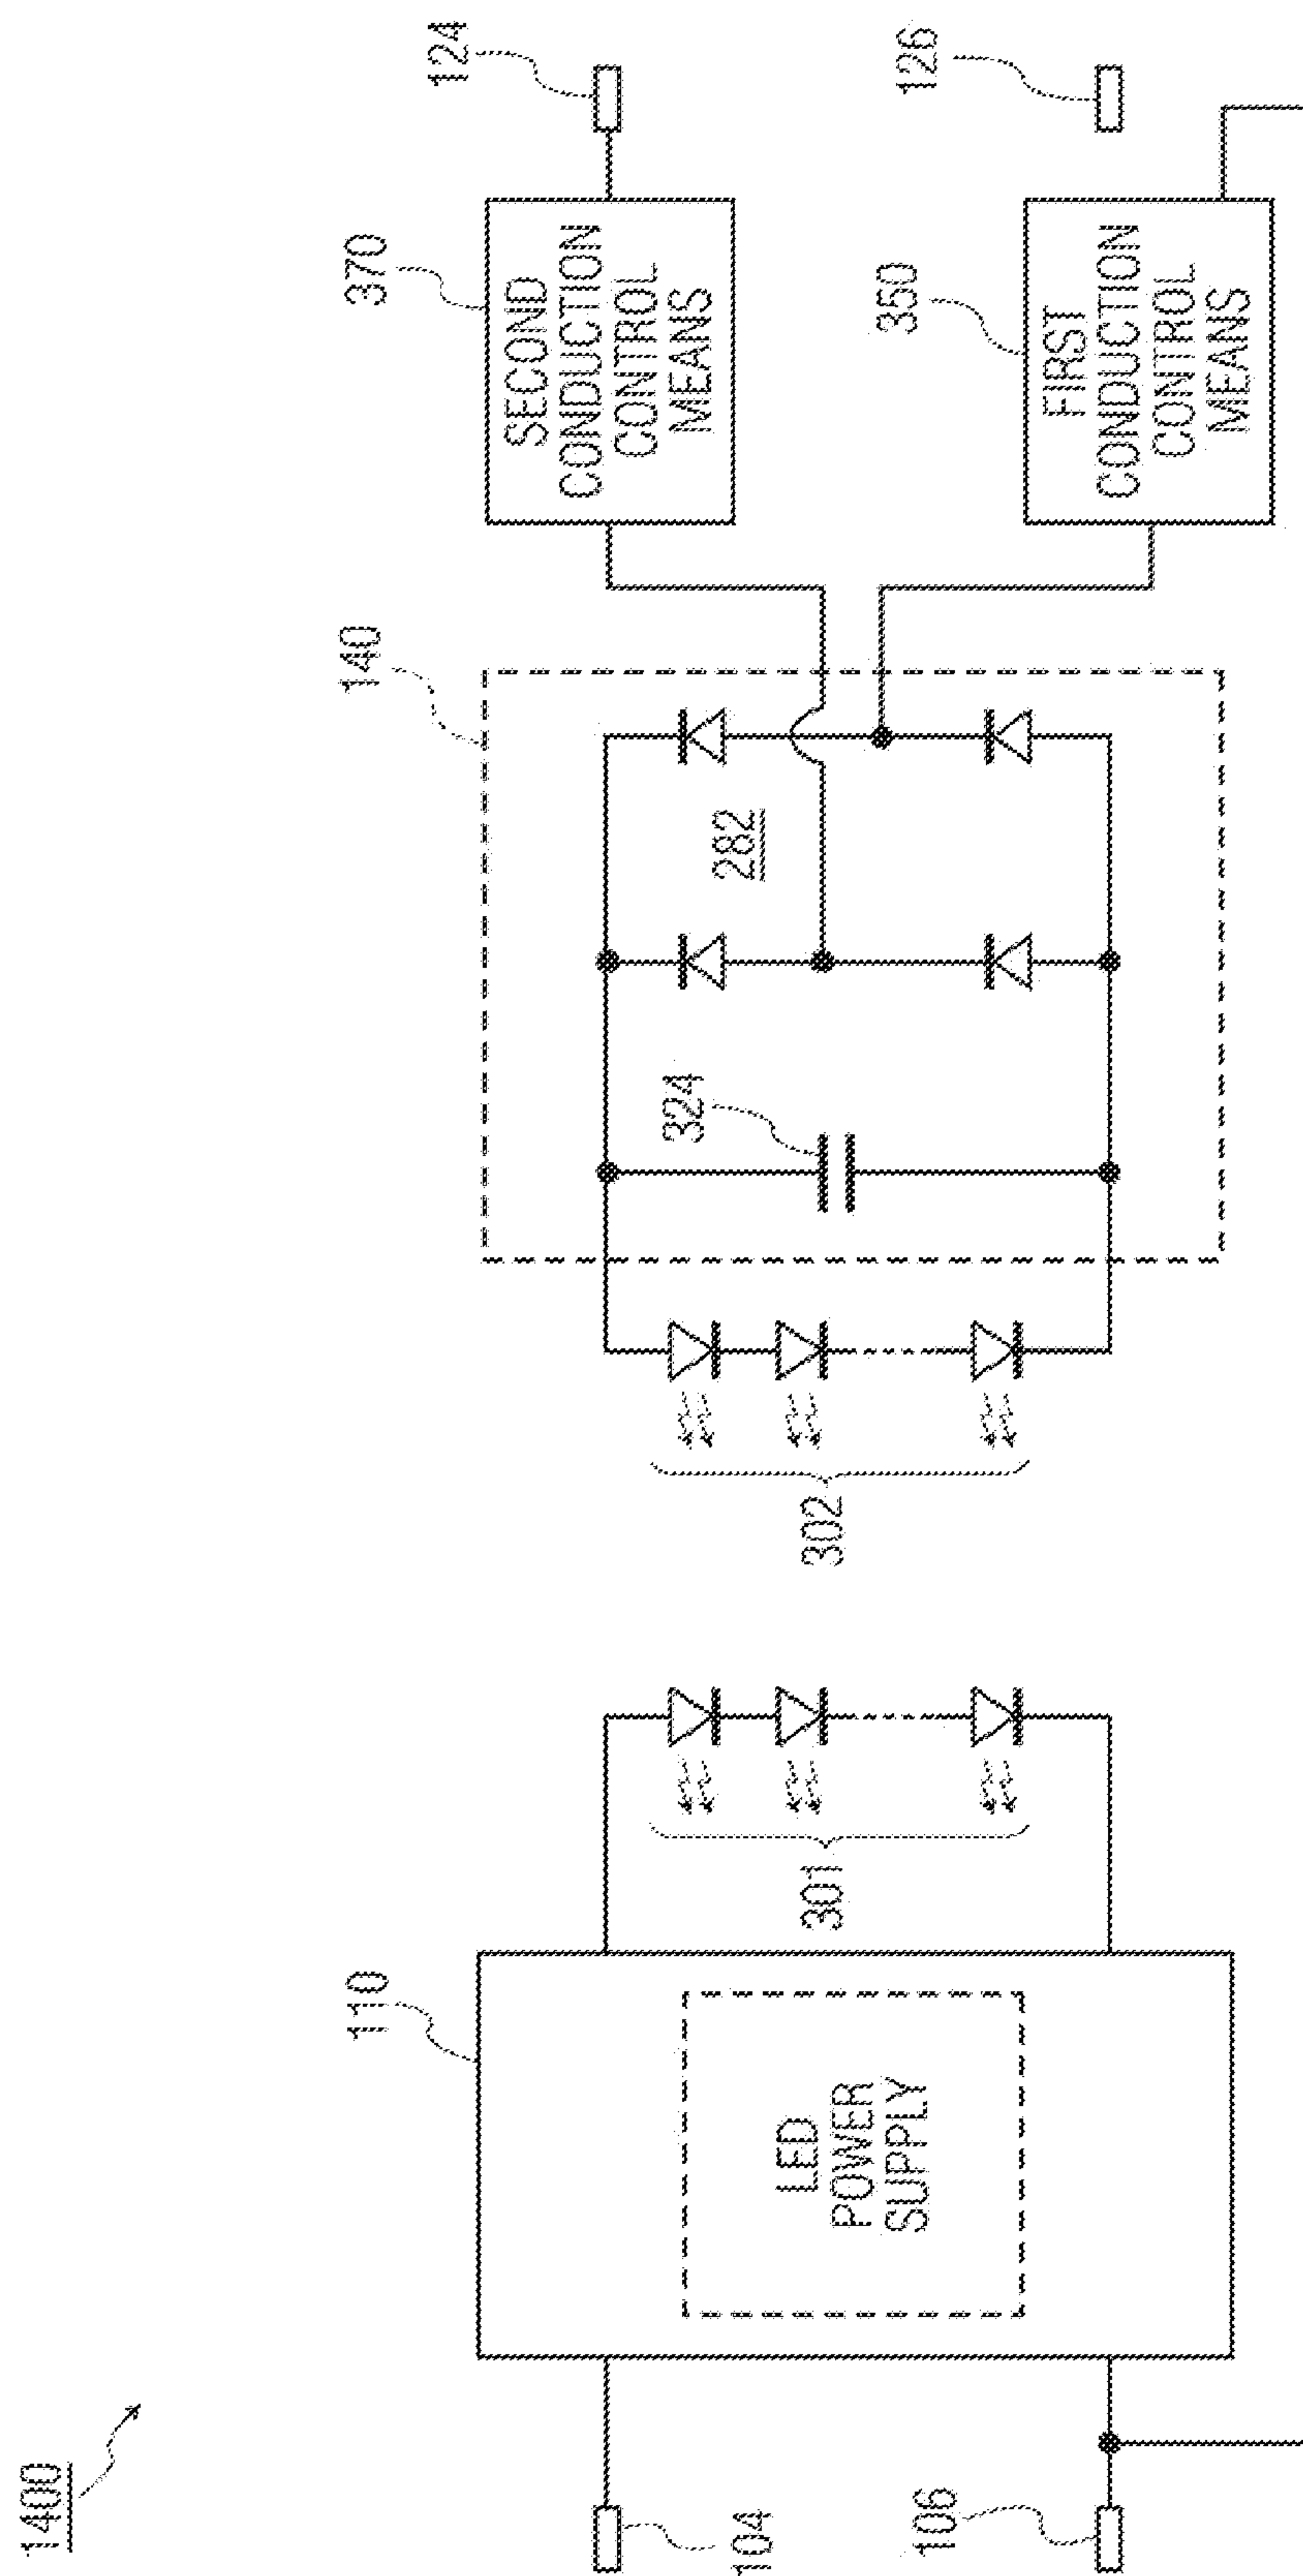 1400
104
106
110
LED
POWER
SUPPLY
301
302
140
324
282
370
SECOND
CONDUCTION
CONTROL
MEANS
350
FIRST
CONDUCTION
CONTROL
MEANS
124
126